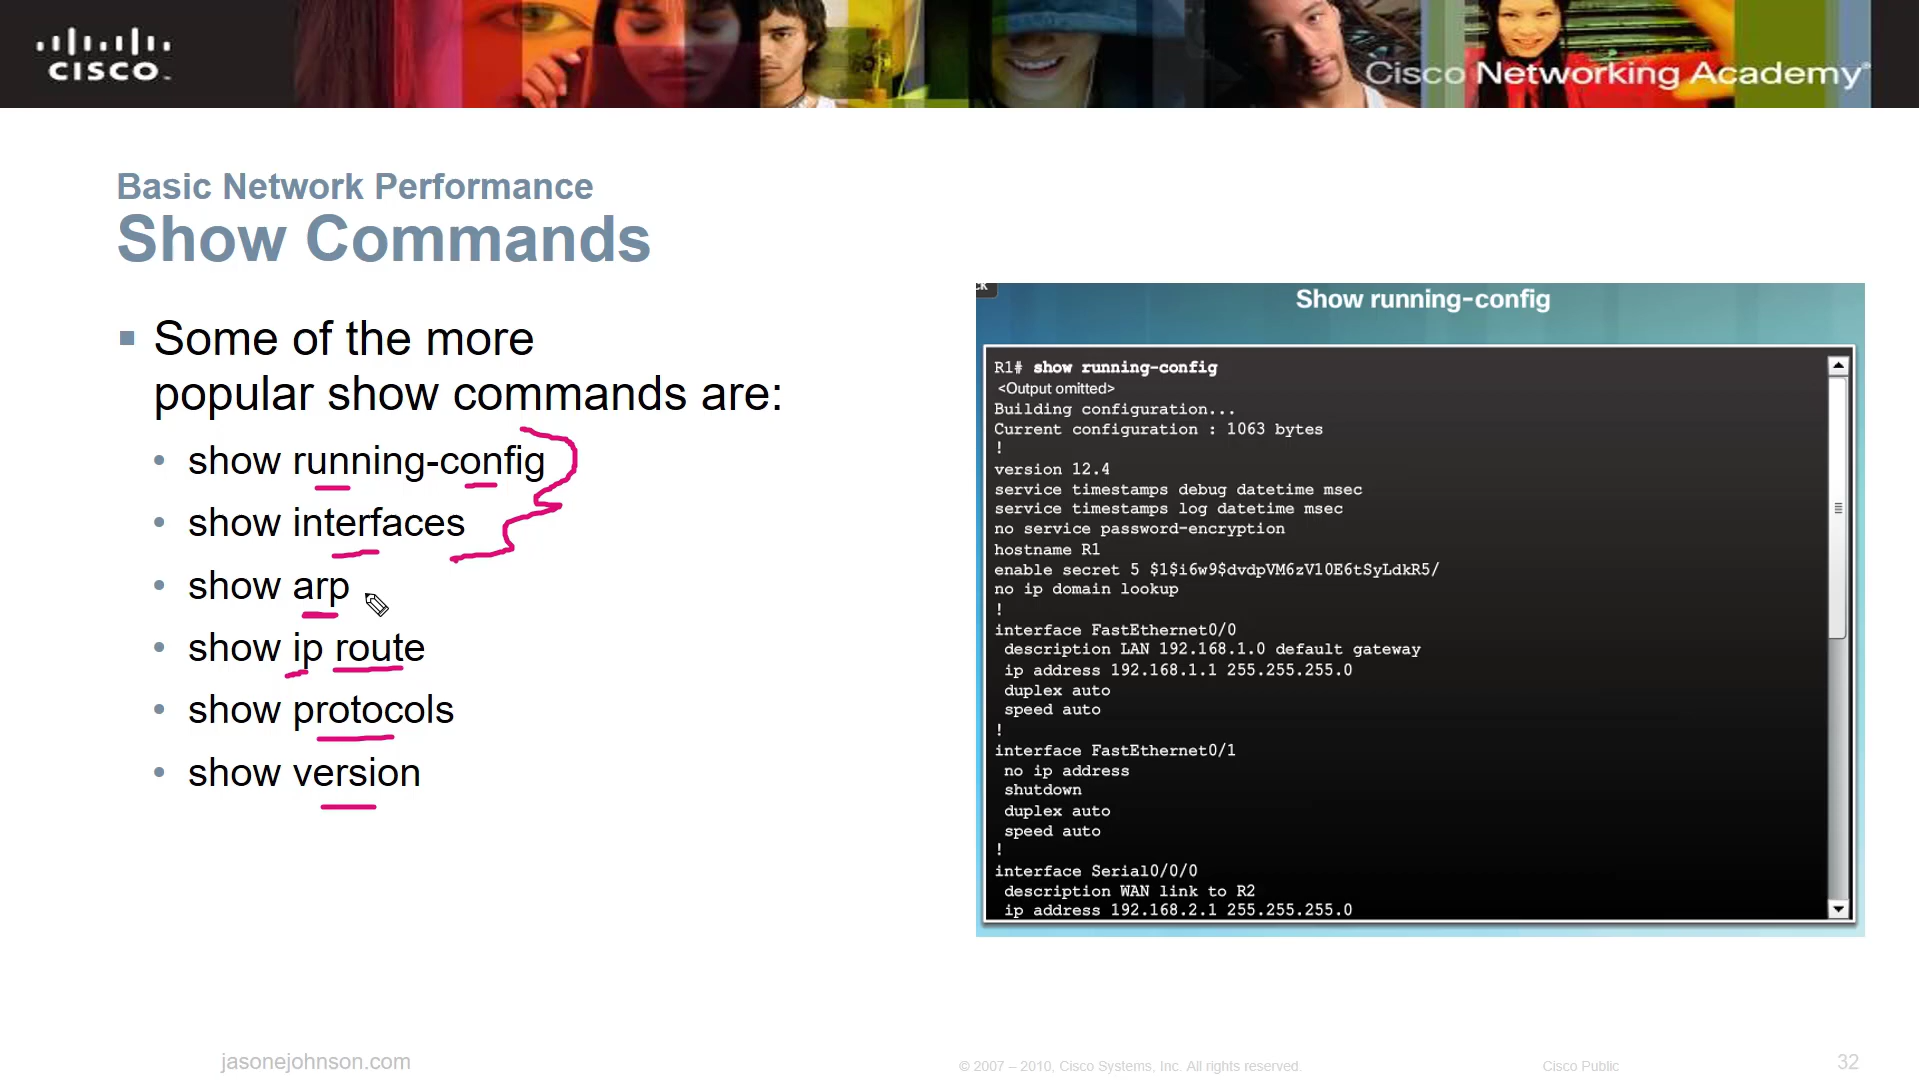 CISCO
Cisco Networking Academy®
Basic Network Performance
Show Commands
Some of the more
popular show commands are:
show running-config
show interfaces
show arp
show ip route
show protocols
show version
Show running-config
R1# show running-config
<Output omitted>
Building configuration...
Current configuration : 1063 bytes
!
version 12.4
service timestamps debug datetime msec
service timestamps log datetime msec
no service password-encryption
hostname R1
enable secret 5 $1$i6w9$dvdpVM6zV10E6tSyLdkR5/
no ip domain lookup
!
interface FastEthernet0/0
description LAN 192.168.1.0 default gateway
ip address 192.168.1.1 255.255.255.0
duplex auto
speed auto
!
interface FastEthernet0/1
no ip address
shutdown
duplex auto
speed auto
!
interface Serial0/0/0
description WAN link to R2
ip address 192.168.2.1 255.255.255.0
jasonejohnson.com
© 2007 – 2010, Cisco Systems, Inc. All rights reserved.
Cisco Public
32